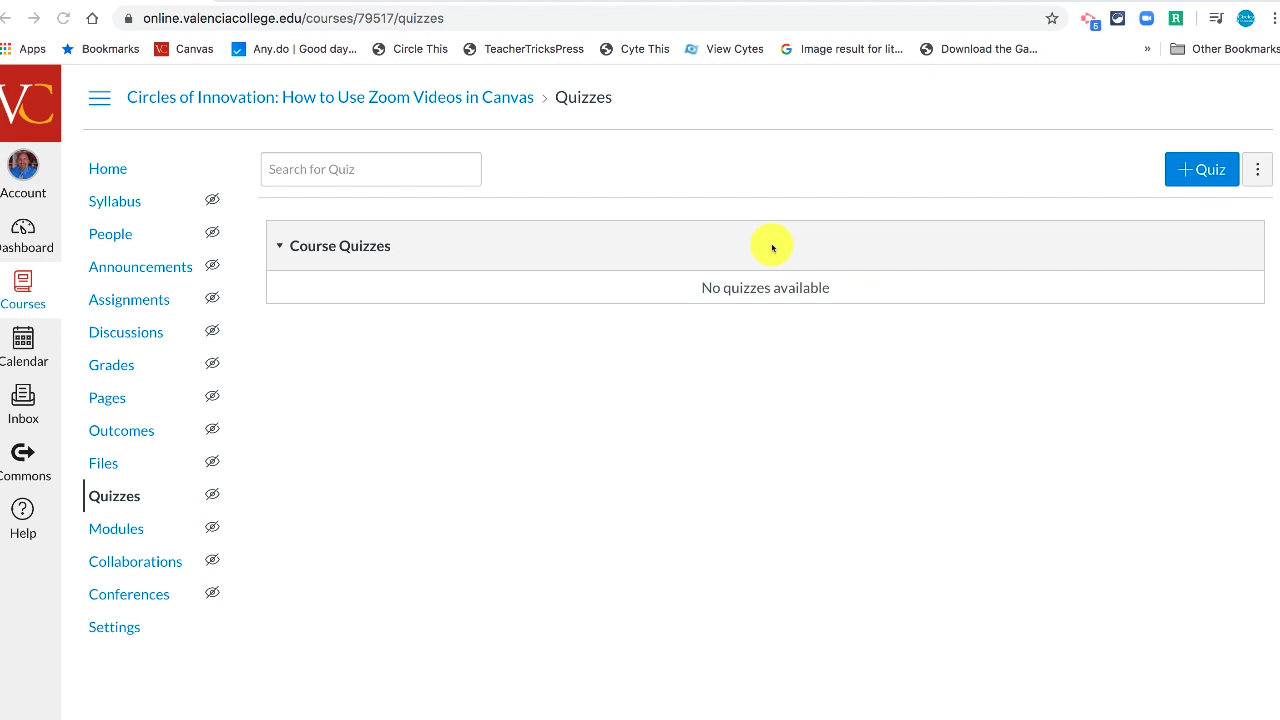 online.valenciacollege.edu/courses/79517/quizzes
5
R
Apps Bookmarks VC Canvas Any.do | Good day... Circle This TeacherTricksPress Cyte This View Cytes G Image result for lit... Download the Ga... » Other Bookmarks
VC
Circles of Innovation: How to Use Zoom Videos in Canvas › Quizzes
Account
Dashboard
Courses
Calendar
Inbox
Commons
Help
Home
Syllabus
People
Announcements
Assignments
Discussions
Grades
Pages
Outcomes
Files
Quizzes
Modules
Collaborations
Conferences
Settings
Search for Quiz
+ Quiz
Course Quizzes
No quizzes available